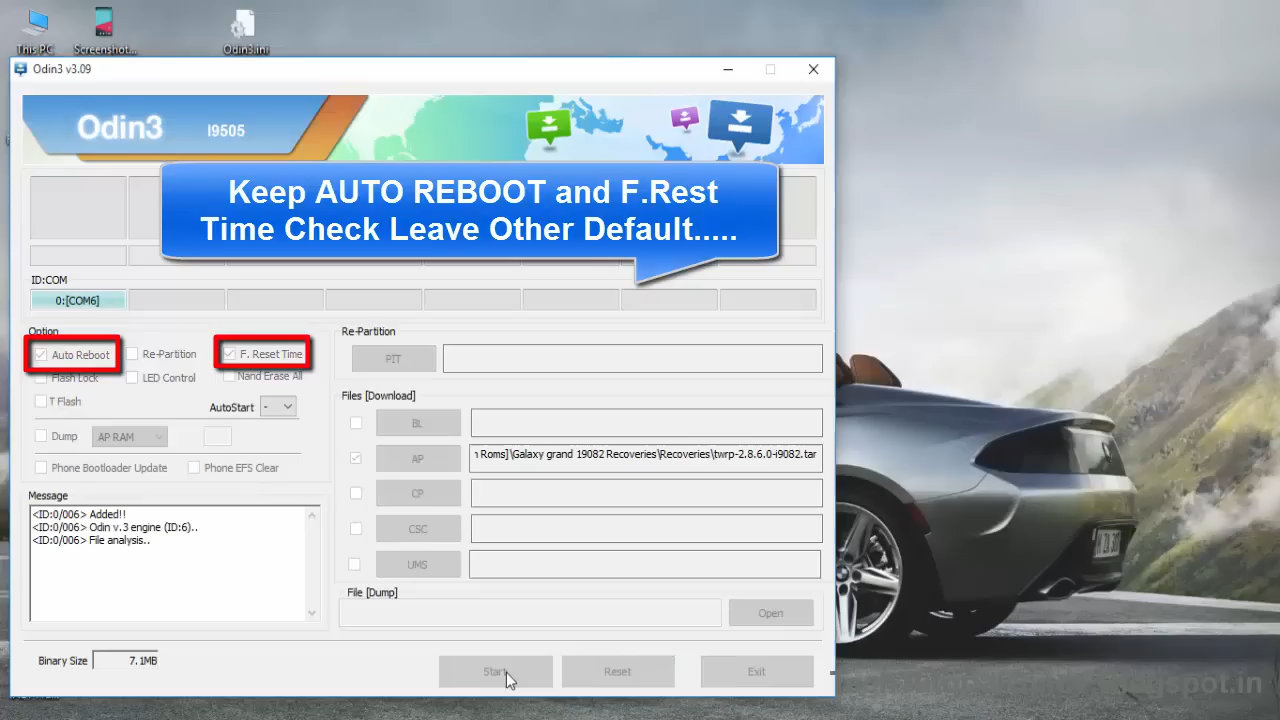 This PC
Screenshot...
Odin3.ini
Odin3 v3.09
Odin3 I9505
Keep AUTO REBOOT and F.Rest
Time Check Leave Other Default.....
ID:COM
0:[COM6]
Option
Auto Reboot
Re-Partition
F. Reset Time
Flash Lock
LED Control
Nand Erase All
T Flash
AutoStart -
Dump
AP RAM
Phone Bootloader Update
Phone EFS Clear
Message
<ID:0/006> Added!!
<ID:0/006> Odin v.3 engine (ID:6)..
<ID:0/006> File analysis..
Re-Partition
PIT
Files [Download]
BL
AP
ı Roms]\Galaxy grand 19082 Recoveries\Recoveries\twrp-2.8.6.0-i9082.tar
CP
CSC
UMS
File [Dump]
Open
Binary Size
7.1MB
Start
Reset
Exit
gspot.in